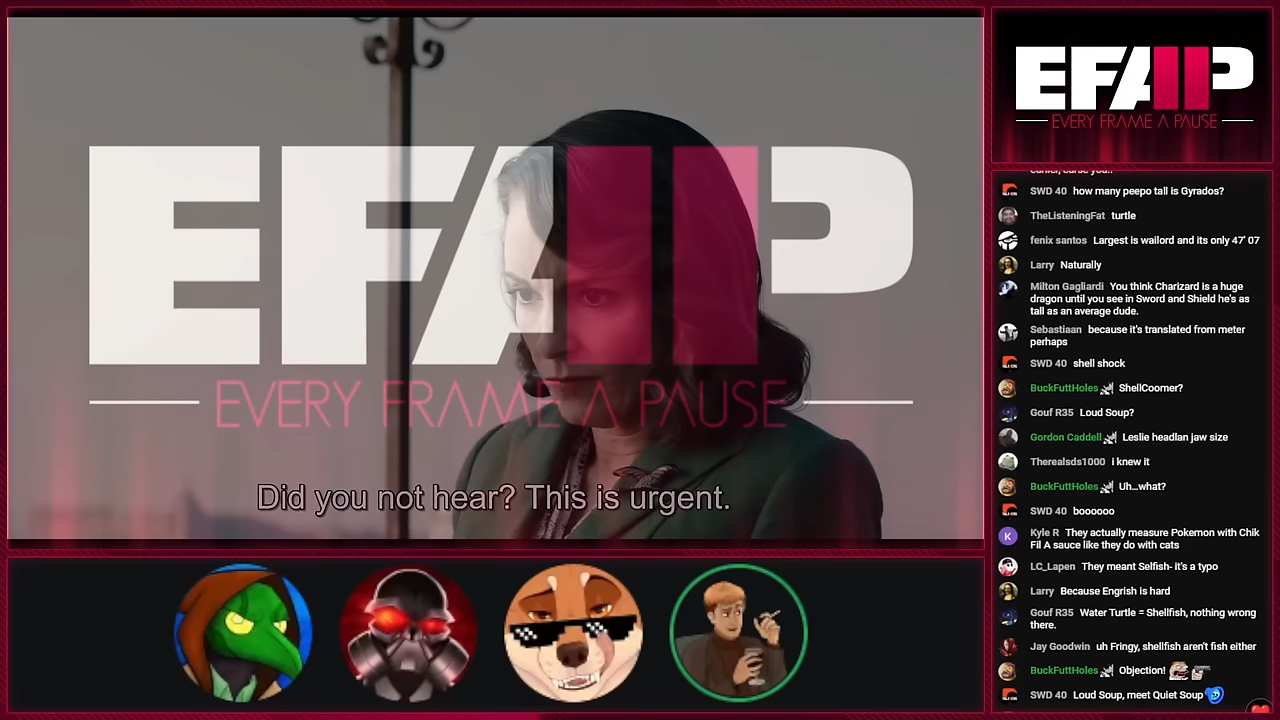 EFAP
EVERY FRAME A PAUSE
Did you not hear? This is urgent.
EFAP
EVERY FRAME A PAUSE
SWD 40 how many peepo tall is Gyrados?
TheListeningFat turtle
fenix santos Largest is wailord and its only 47' 07
Larry Naturally
Milton Gagliardi You think Charizard is a huge
dragon until you see in Sword and Shield he's as
tall as an average dude.
Sebastiaan because it's translated from meter
perhaps
SWD 40 shell shock
BuckFuttHoles ShellCoomer?
Gouf R35 Loud Soup?
Gordon Caddell Leslie headlan jaw size
Therealsds1000 i knew it
BuckFuttHoles Uh...what?
SWD 40 boooooo
K
Kyle R They actually measure Pokemon with Chik
Fil A sauce like they do with cats
LC_Lapen They meant Selfish- it's a typo
Larry Because Engrish is hard
Gouf R35 Water Turtle = Shellfish, nothing wrong
there.
Jay Goodwin uh Fringy, shellfish aren't fish either
BuckFuttHoles Objection!
SWD 40 Loud Soup, meet Quiet Soup